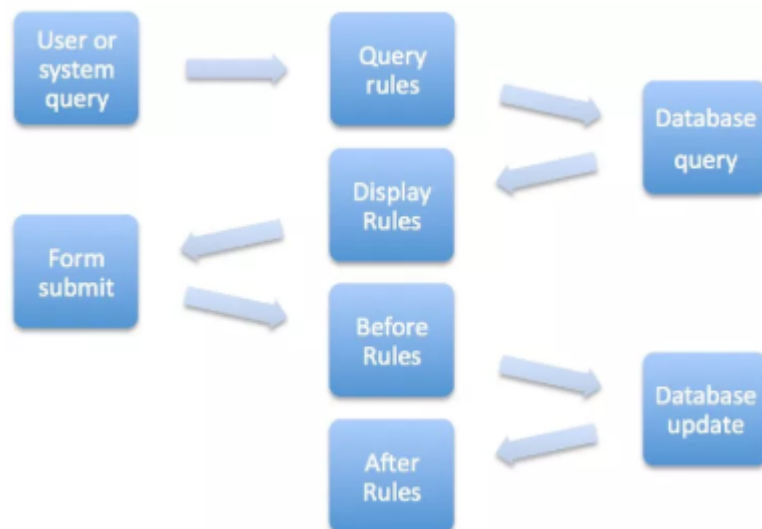 User or
system
query
Query
rules
Database
query
Display
Rules
Form
submit
Before
Rules
Database
update
After
Rules